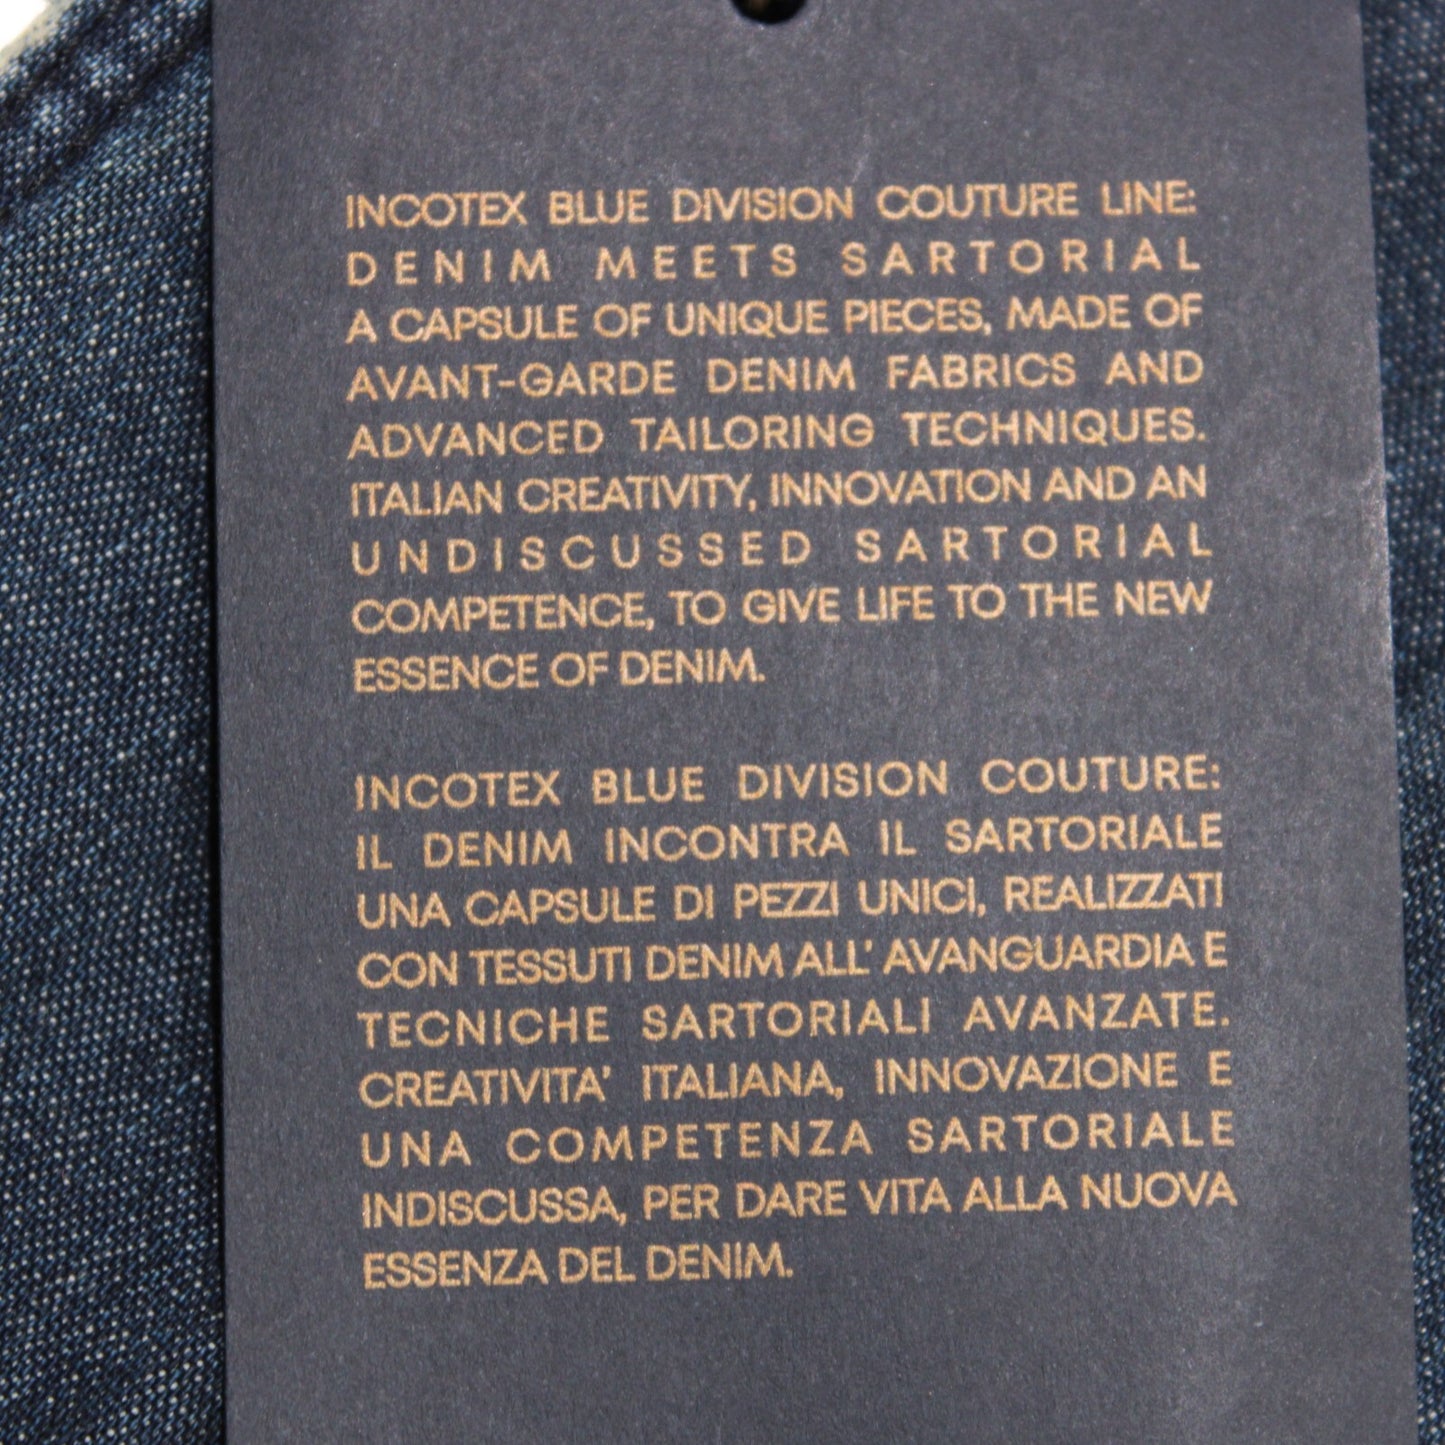 INCOTEX BLUE DIVISION COUTURE LINE:
DENIM MEETS SARTORIAL
A CAPSULE OF UNIQUE PIECES, MADE OF
AVANT-GARDE DENIM FABRICS AND
ADVANCED TAILORING TECHNIQUES.
ITALIAN CREATIVITY, INNOVATION AND AN
UNDISCUSSED SARTORIAL
COMPETENCE, TO GIVE LIFE TO THE NEW
ESSENCE OF DENIM.
INCOTEX BLUE DIVISION COUTURE:
IL DENIM INCONTRA IL SARTORIALE
UNA CAPSULE DI PEZZI UNICI, REALIZZATI
CON TESSUTI DENIM ALL' AVANGUARDIA E
TECNICHE SARTORIALI AVANZATE.
CREATIVITA' ITALIANA, INNOVAZIONE E
UNA COMPETENZA SARTORIALE
INDISCUSSA, PER DARE VITA ALLA NUOVA
ESSENZA DEL DENIM.